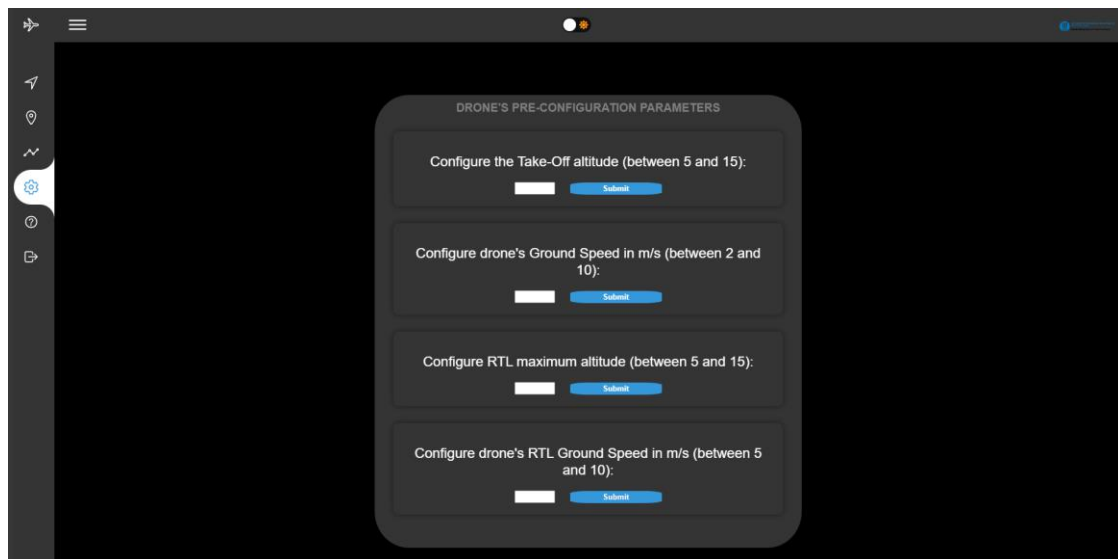 DRONE'S PRE-CONFIGURATION PARAMETERS
Configure the Take-Off altitude (between 5 and 15):
Submit
Configure drone's Ground Speed in m/s (between 2 and
10):
Submit
Configure RTL maximum altitude (between 5 and 15):
Submit
Configure drone's RTL Ground Speed in m/s (between 5
and 10):
Submit